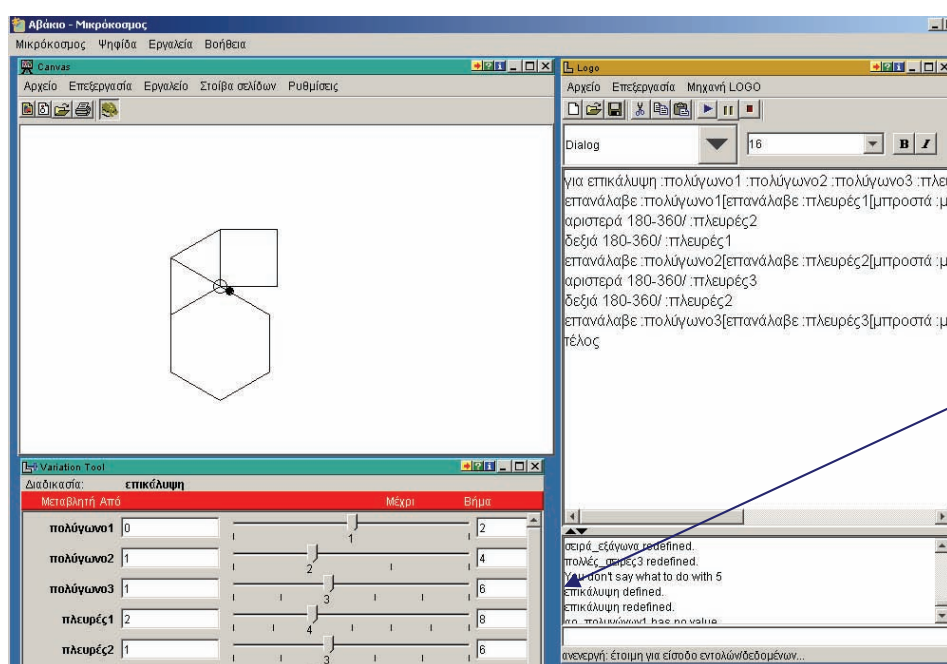 Αβάκιο - Μικρόκοσμος
Μικρόκοσμος Ψηφίδα Εργαλεία Βοήθεια
Canvas
Αρχείο Επεξεργασία Εργαλείο Στοίβα σελίδων Ρυθμίσεις
Variation Tool
Διαδικασία: επικάλυψη
Μεταβλητή Από Μέχρι Βήμα
πολύγωνο1 0 1 2
πολύγωνο2 1 2 4
πολύγωνο3 1 3 6
πλευρές1 2 4 8
πλευρές2 1 3 6
Logo
Αρχείο Επεξεργασία Μηχανή LOGO
Dialog 16 B I
για επικάλυψη :πολύγωνο1 :πολύγωνο2 :πολύγωνο3 :πλε
επανάλαβε :πολύγωνο1[επανάλαβε :πλευρές1[μπροστά :μ
αριστερά 180-360/ :πλευρές2
δεξιά 180-360/ :πλευρές1
επανάλαβε :πολύγωνο2[επανάλαβε :πλευρές2[μπροστά :μ
αριστερά 180-360/ :πλευρές3
δεξιά 180-360/ :πλευρές2
επανάλαβε :πολύγωνο3[επανάλαβε :πλευρές3[μπροστά :μ
τέλος
σειρά_εξάγωνα redefined.
πολλές_σειρές3 redefined.
You don't say what to do with 5
επικάλυψη defined.
επικάλυψη redefined.
has no value
ανενεργή: έτοιμη για είσοδο εντολών/δεδομένων...